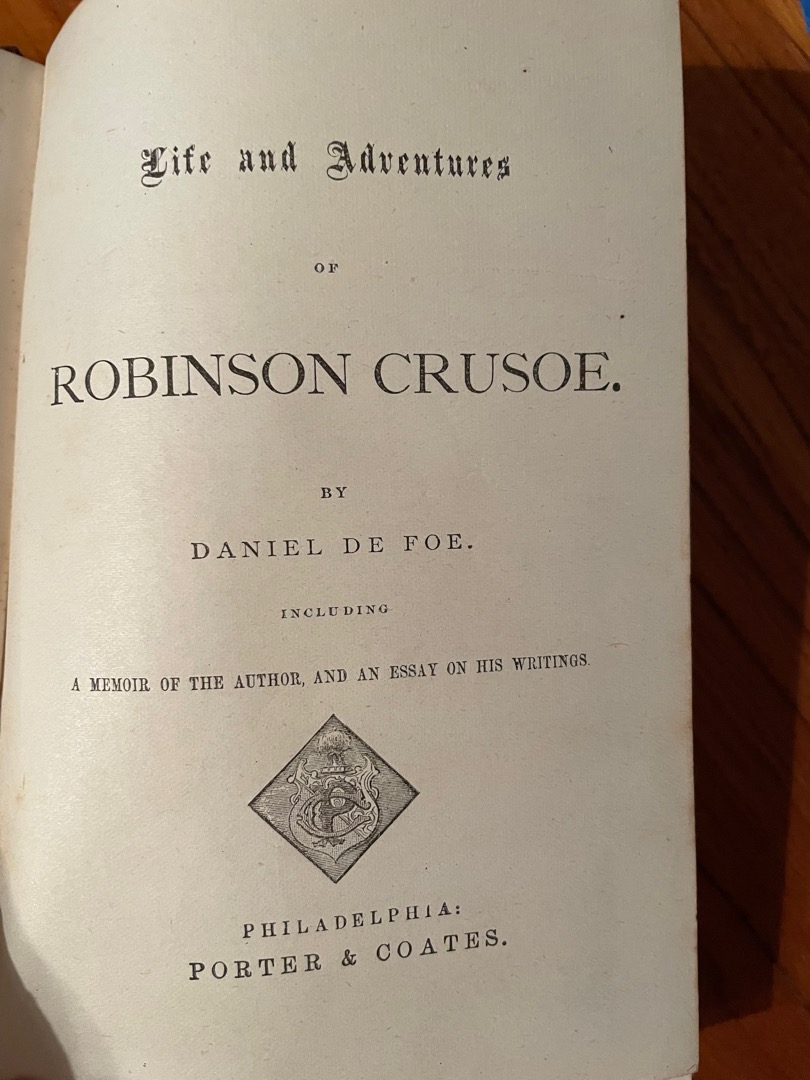 Life and Adventures
OF
ROBINSON CRUSOE.
BY
DANIEL DE FOE.
INCLUDING
A MEMOIR OF THE AUTHOR, AND AN ESSAY ON HIS WRITINGS.
PHILADELPHIA:
PORTER & COATES.